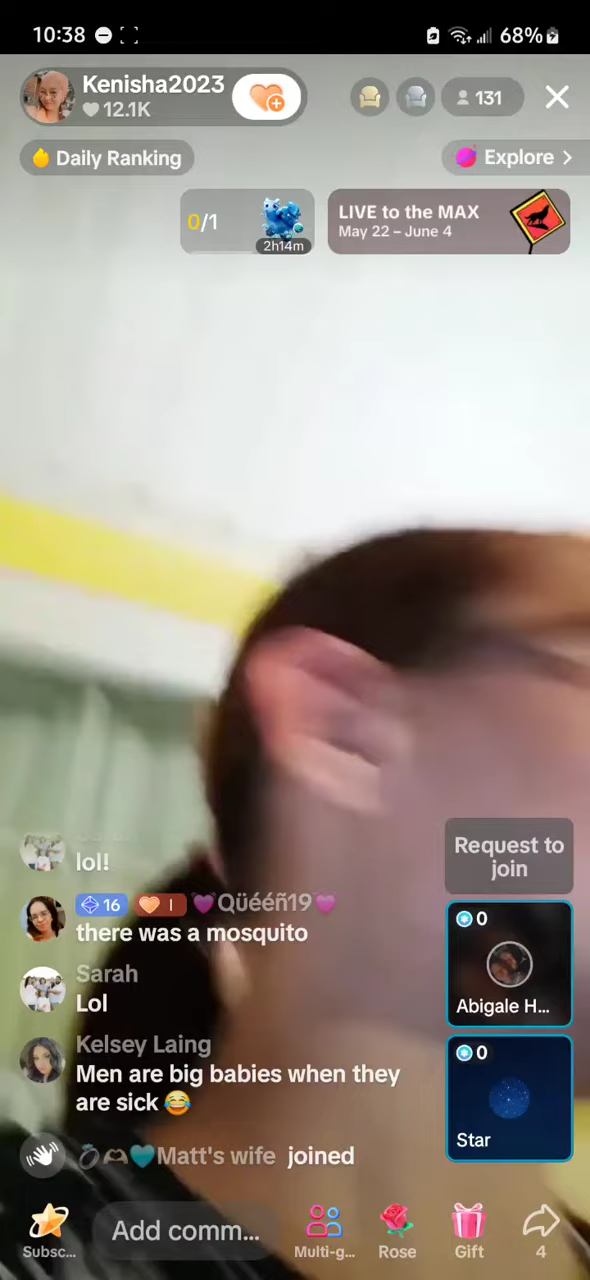 10:38
68%
Kenisha2023
12.1K
131
Daily Ranking
Explore >
0/1
2h14m
LIVE to the MAX
May 22 – June 4
lol!
Request to
join
16
I
💜Qüééñ19💜
there was a mosquito
0
Abigale H...
Sarah
Lol
Kelsey Laing
Men are big babies when they
are sick 😂
0
Star
💍🫶🩵Matt's wife joined
Subsc...
Add comm...
Multi-g...
Rose
Gift
4